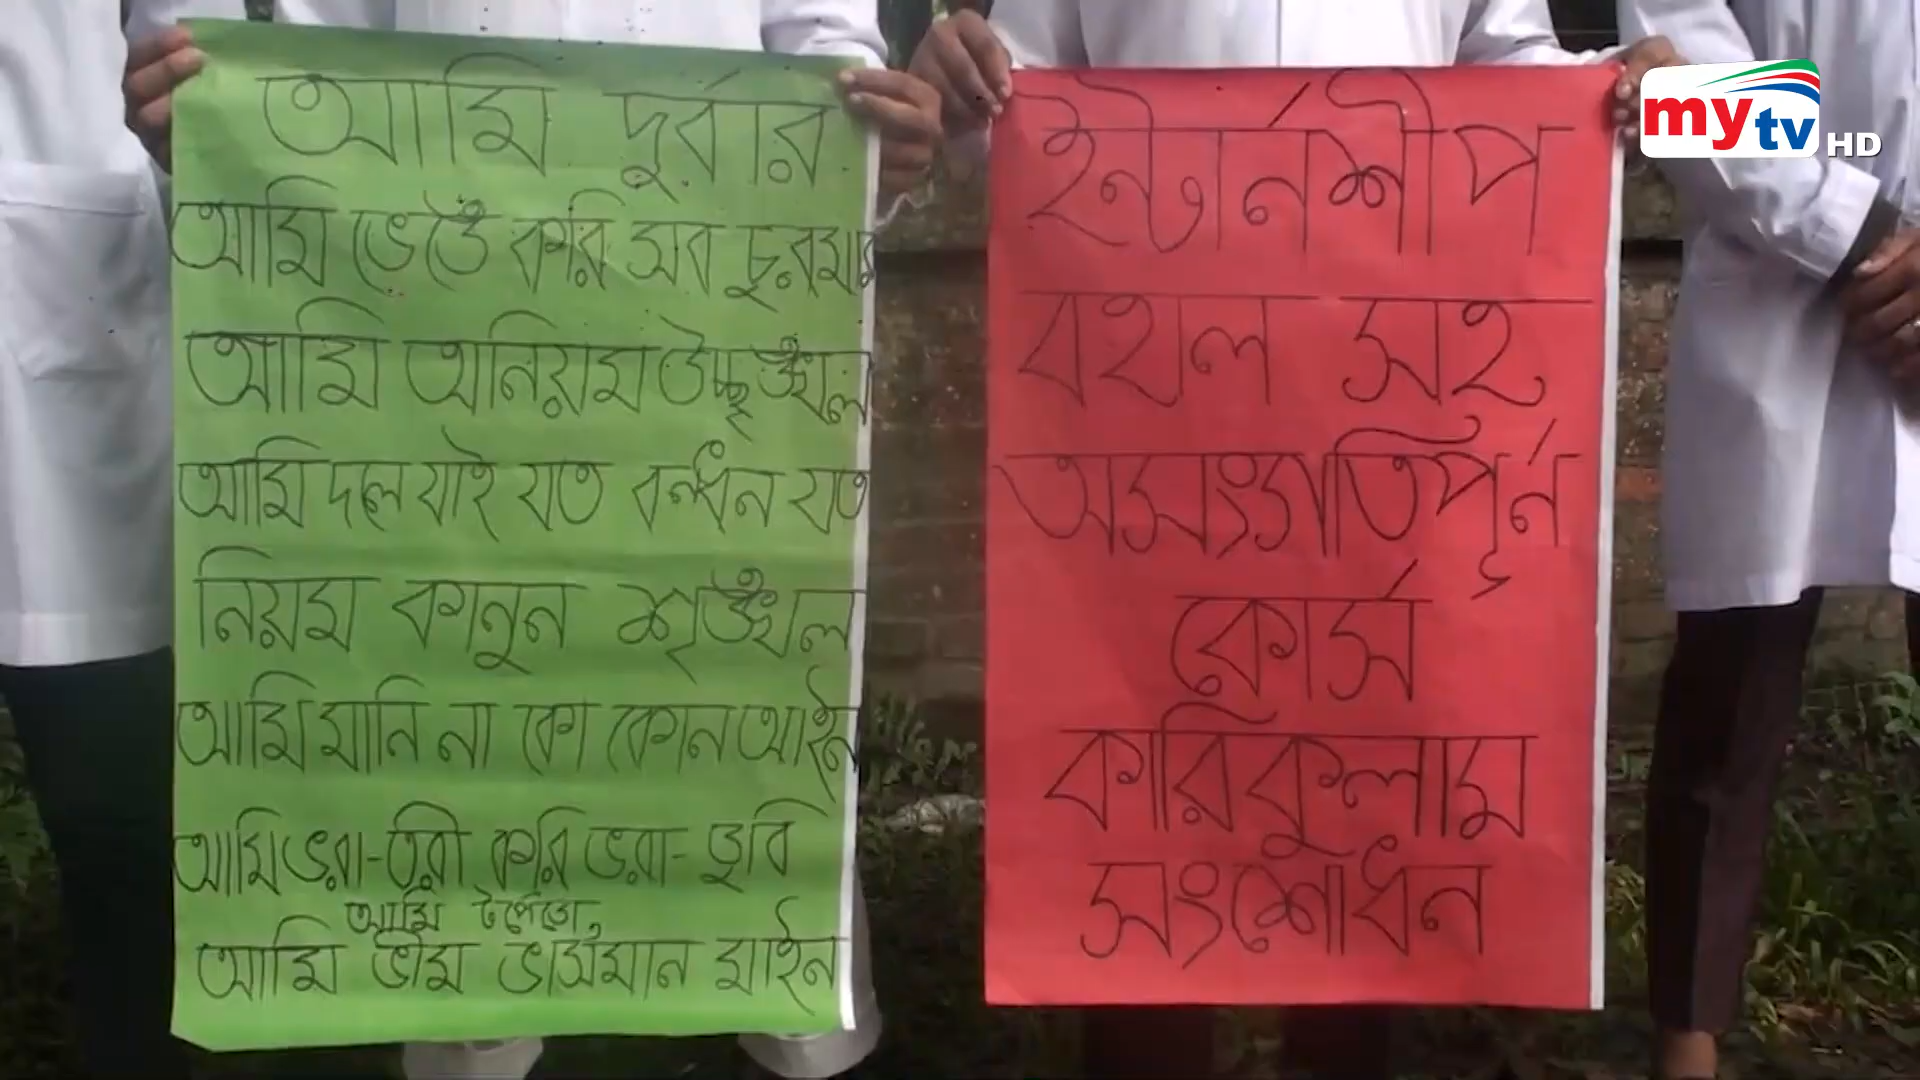 আমি দুর্বার
আমি ভেঙে করি সব চুরমার
আমি অনিয়ম উচ্ছৃঙ্খল
আমি দলে যাই যত বন্ধন যত
নিয়ম কানুন শৃঙ্খল
আমি মানি না কো কোন আইন
আমি ভরা-তরী করি ভরা-ডুবি
আমি টর্পেডো,
আমি ভীম ভাসমান মাইন
ইন্টার্নশীপ
বহাল সহ
অসংগতিপূর্ন
কোর্স
কারিকুলাম
সংশোধন
mytv HD